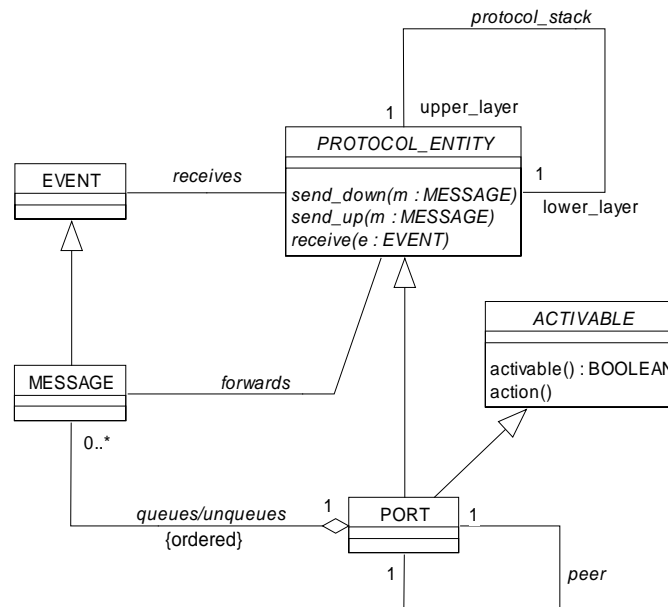 protocol_stack
1 upper_layer
PROTOCOL_ENTITY
EVENT
receives
1
send_down(m : MESSAGE)
lower_layer
send_up(m : MESSAGE)
receive(e : EVENT)
ACTIVABLE
activable() : BOOLEAN
action()
MESSAGE
forwards
0..*
queues/unqueues
1
PORT
1
{ordered}
1
peer